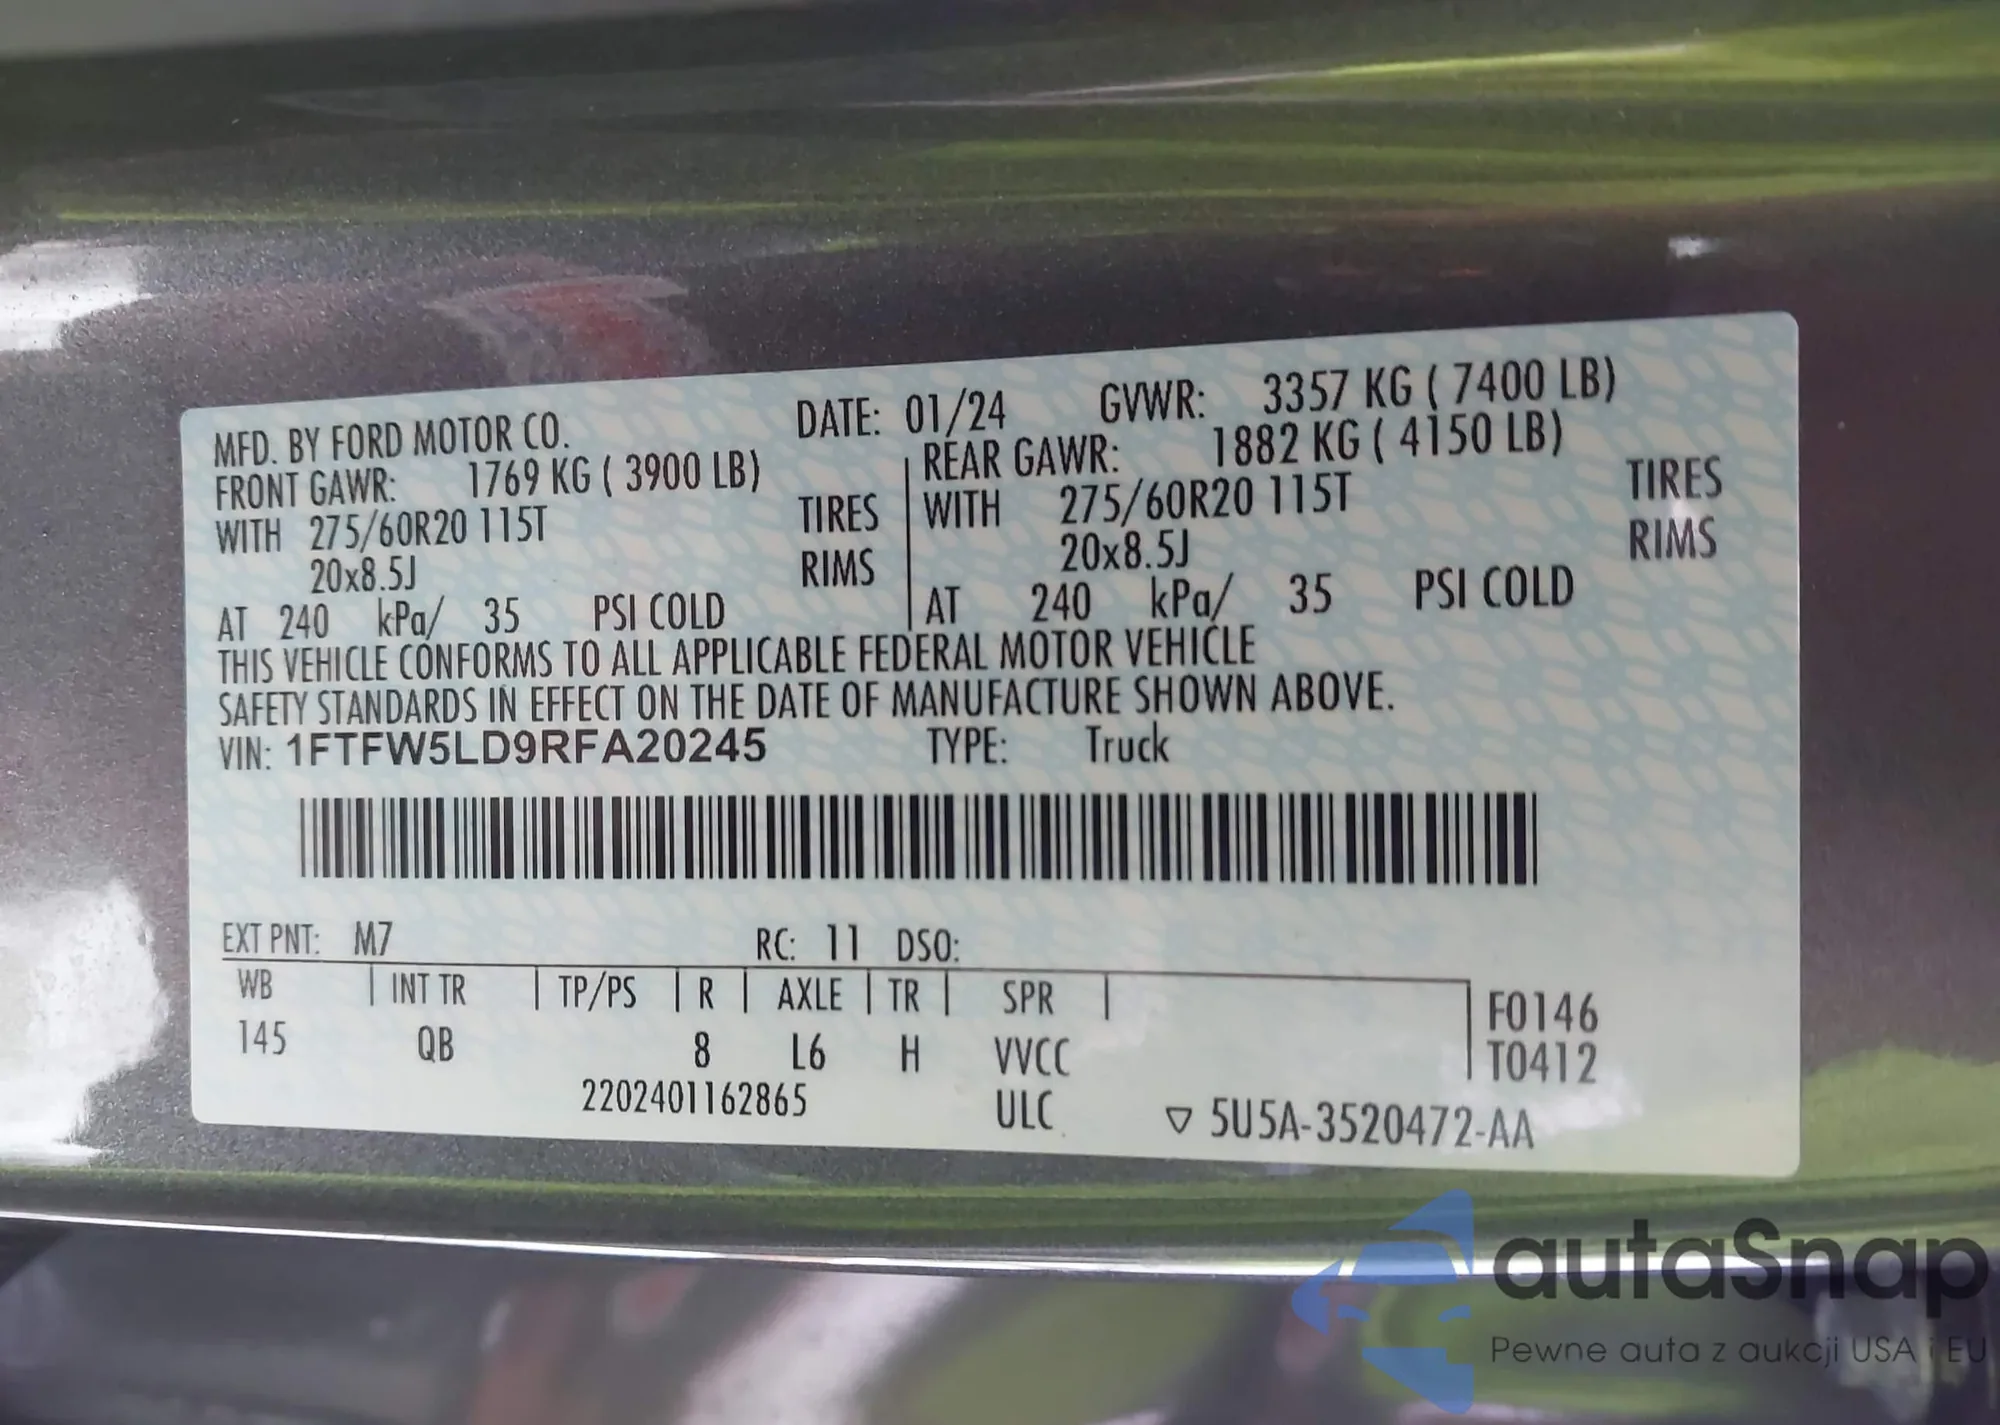 MFD. BY FORD MOTOR CO. DATE: 01/24 GVWR: 3357 KG ( 7400 LB)
FRONT GAWR: 1769 KG ( 3900 LB) REAR GAWR: 1882 KG ( 4150 LB)
WITH 275/60R20 115T TIRES WITH 275/60R20 115T TIRES
20x8.5J RIMS 20x8.5J RIMS
AT 240 kPa/ 35 PSI COLD AT 240 kPa/ 35 PSI COLD
THIS VEHICLE CONFORMS TO ALL APPLICABLE FEDERAL MOTOR VEHICLE
SAFETY STANDARDS IN EFFECT ON THE DATE OF MANUFACTURE SHOWN ABOVE.
VIN: 1FTFW5LD9RFA20245 TYPE: Truck
EXT PNT: M7 RC: 11 DSO:
WB INT TR TP/PS R AXLE TR SPR F0146
145 QB 8 L6 H VVCC T0412
2202401162865 ULC ▽ 5U5A-3520472-AA
autaSnap
Pewne auta z aukcji USA i EU